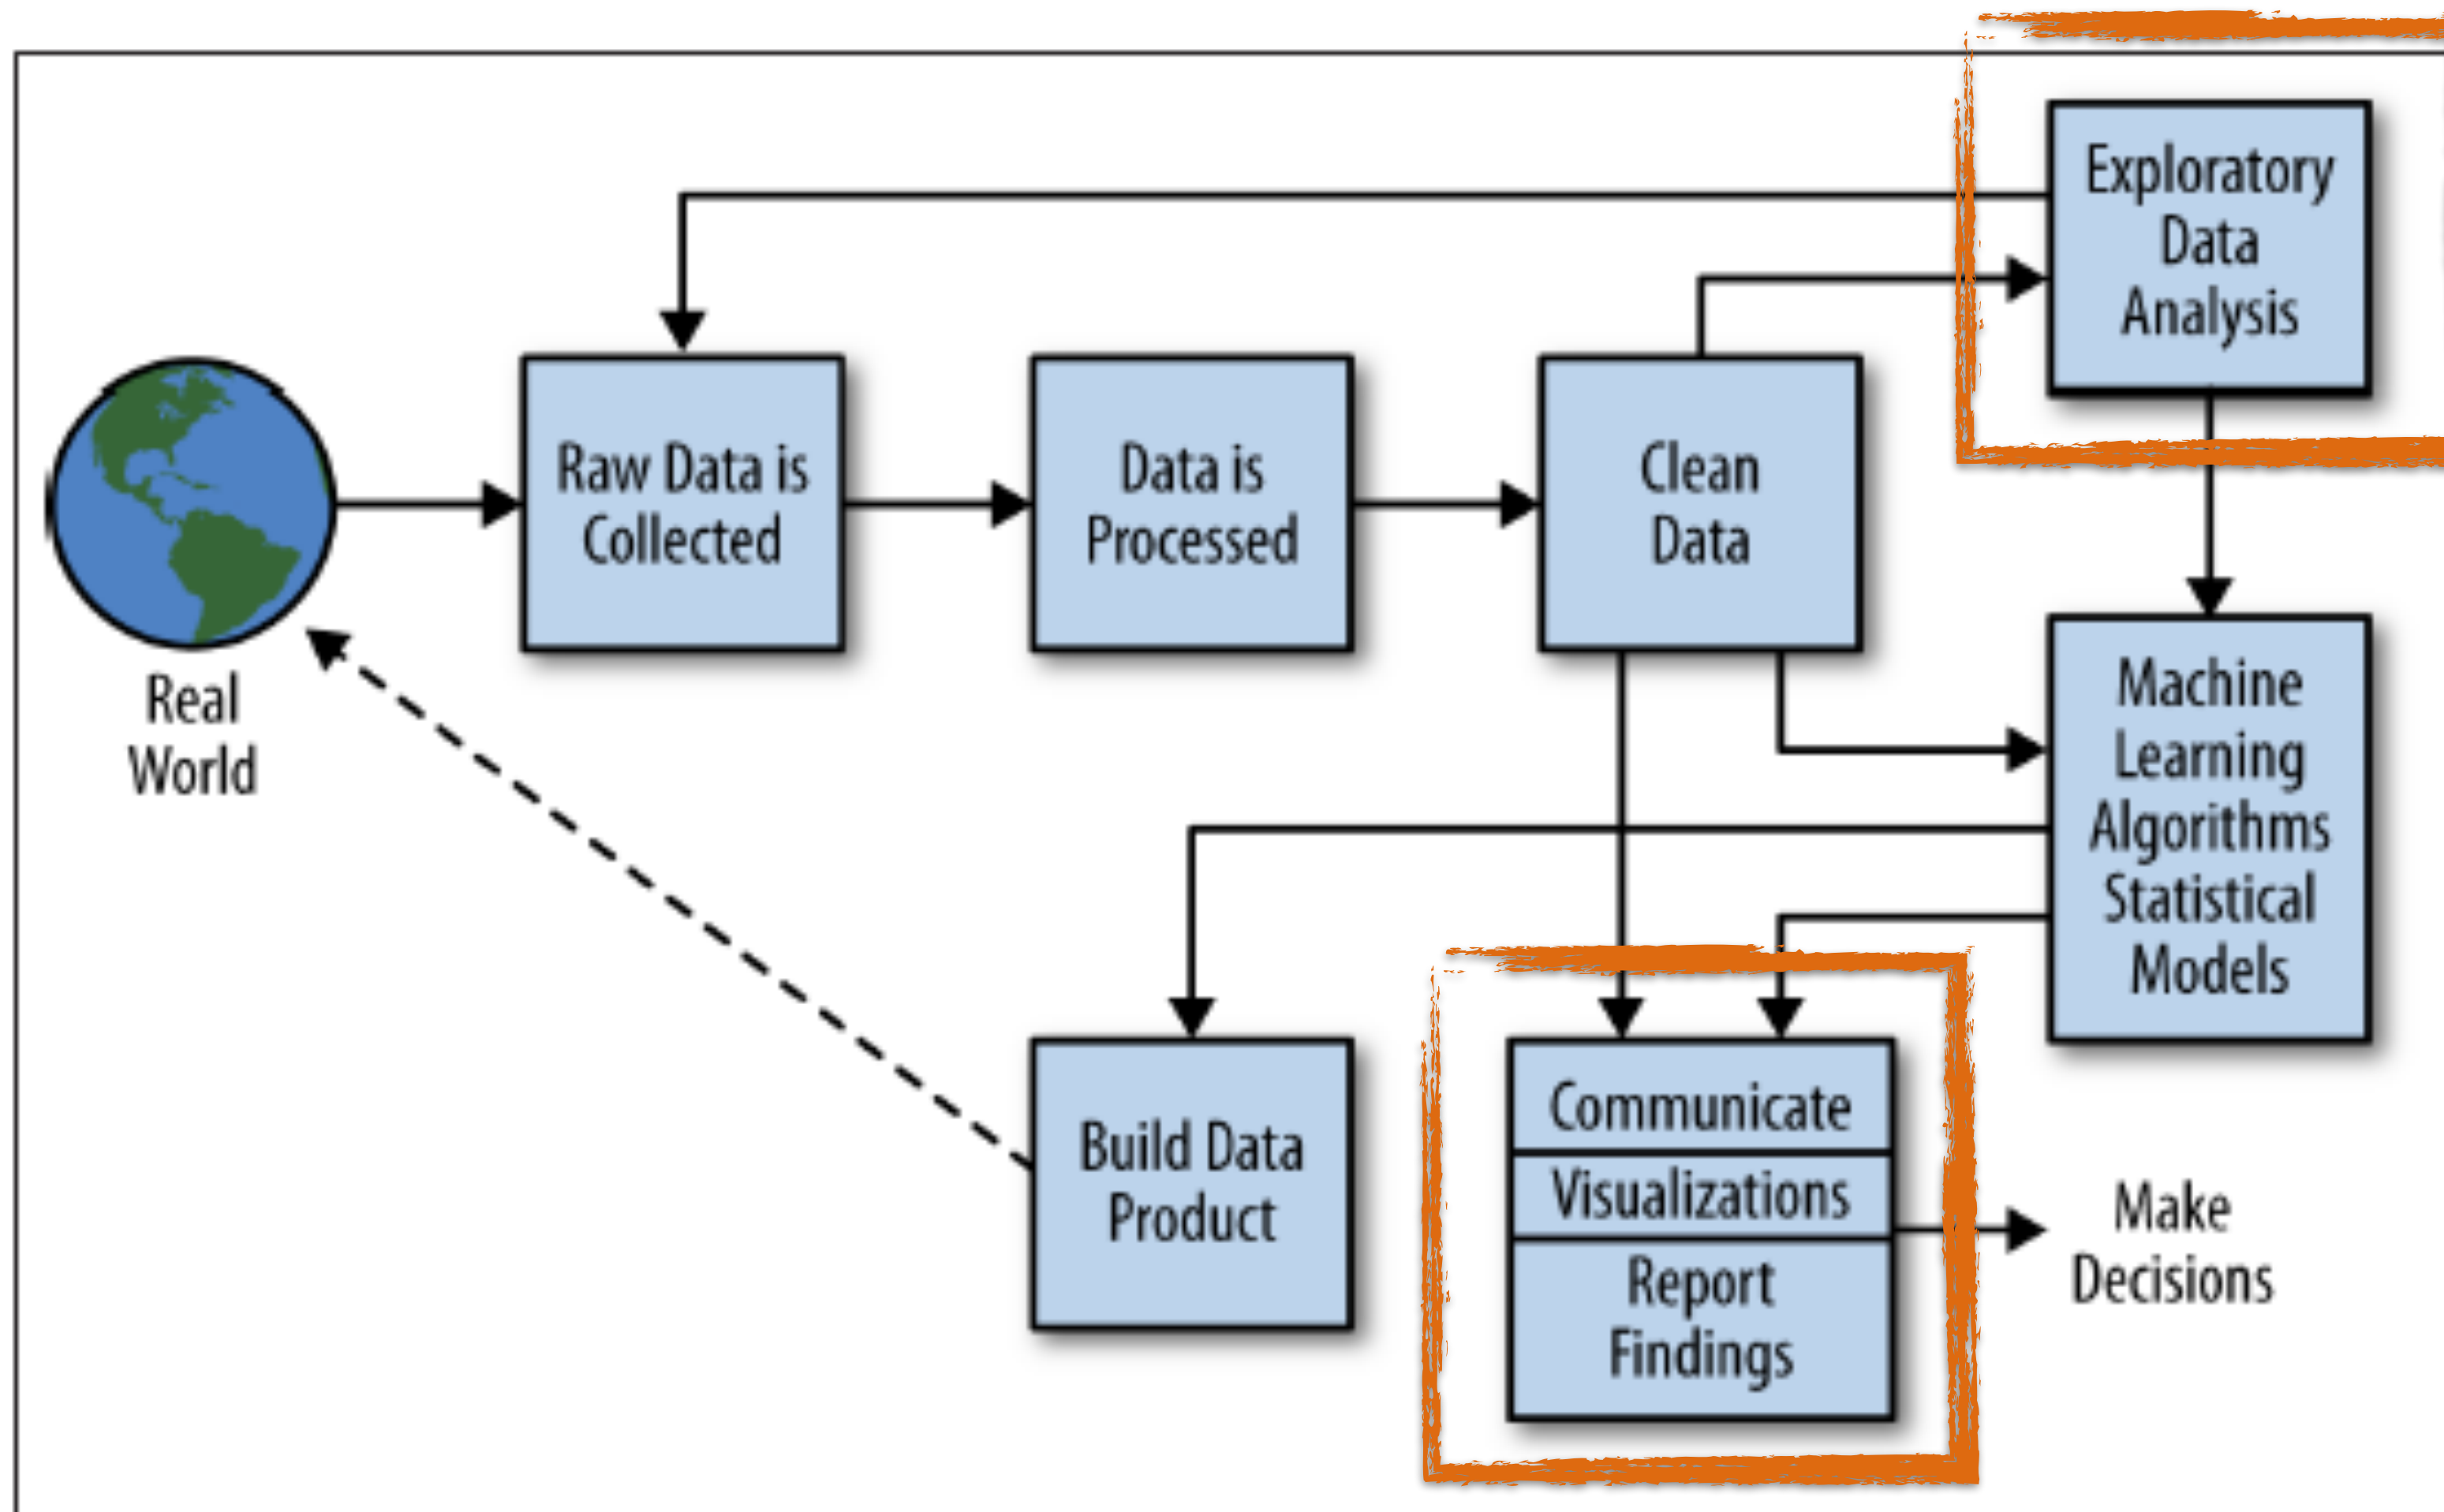 Exploratory
Data
Analysis
Raw Data is
Collected
Data is
Processed
Clean
Data
Real
World
Machine
Learning
Algorithms
Statistical
Models
Build Data
Product
Communicate
Visualizations
Report
Findings
Make
Decisions